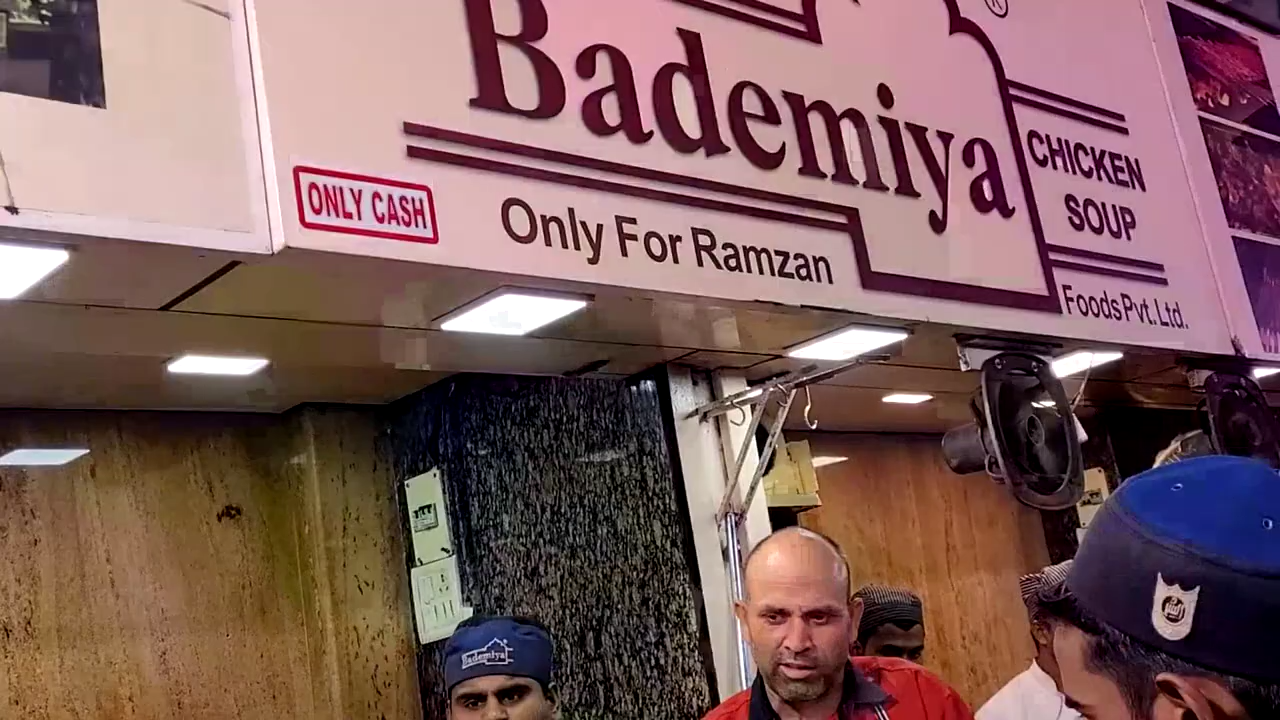 Bademiya
®
CHICKEN
SOUP
ONLY CASH
Only For Ramzan
Foods Pvt. Ltd.
Bademiya